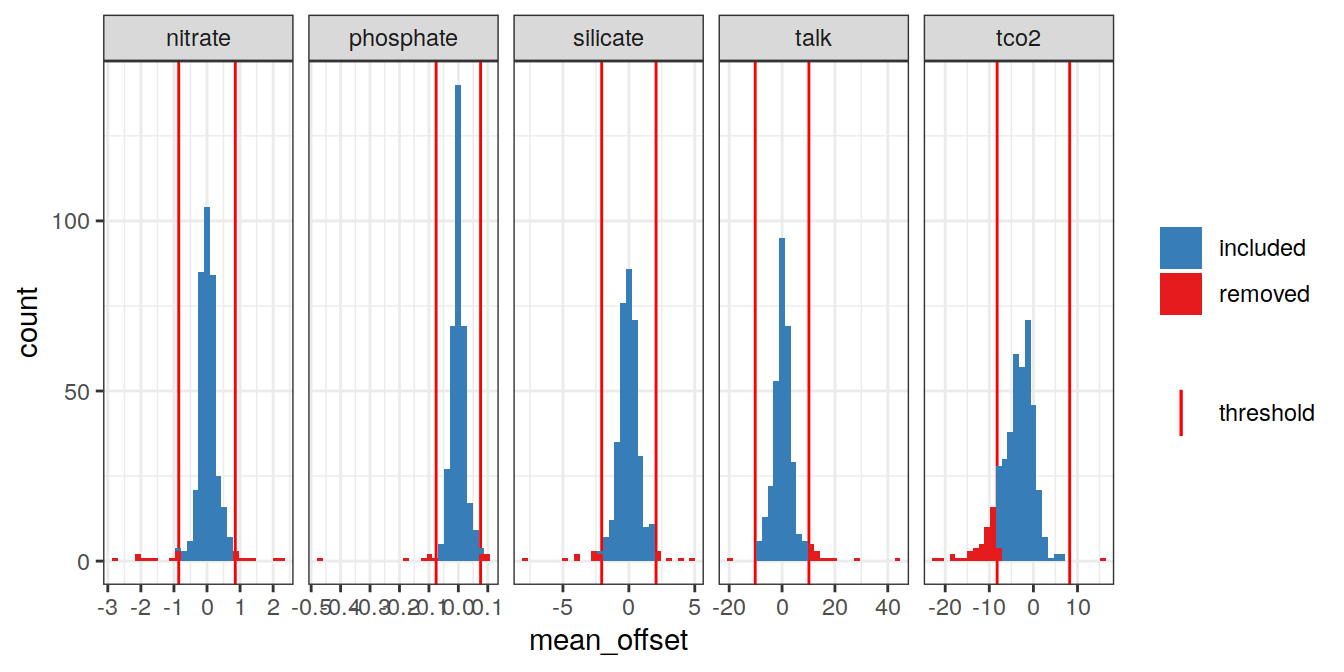 nitrate phosphate silicate talk tco2
100
50
0
count
-3 -2 -1 0 1 2 -0.5 -0.4 -0.3 -0.2 -0.1 0.0 0.1 -5 0 5 -20 0 20 40 -20 -10 0 10
mean_offset
included
removed
threshold